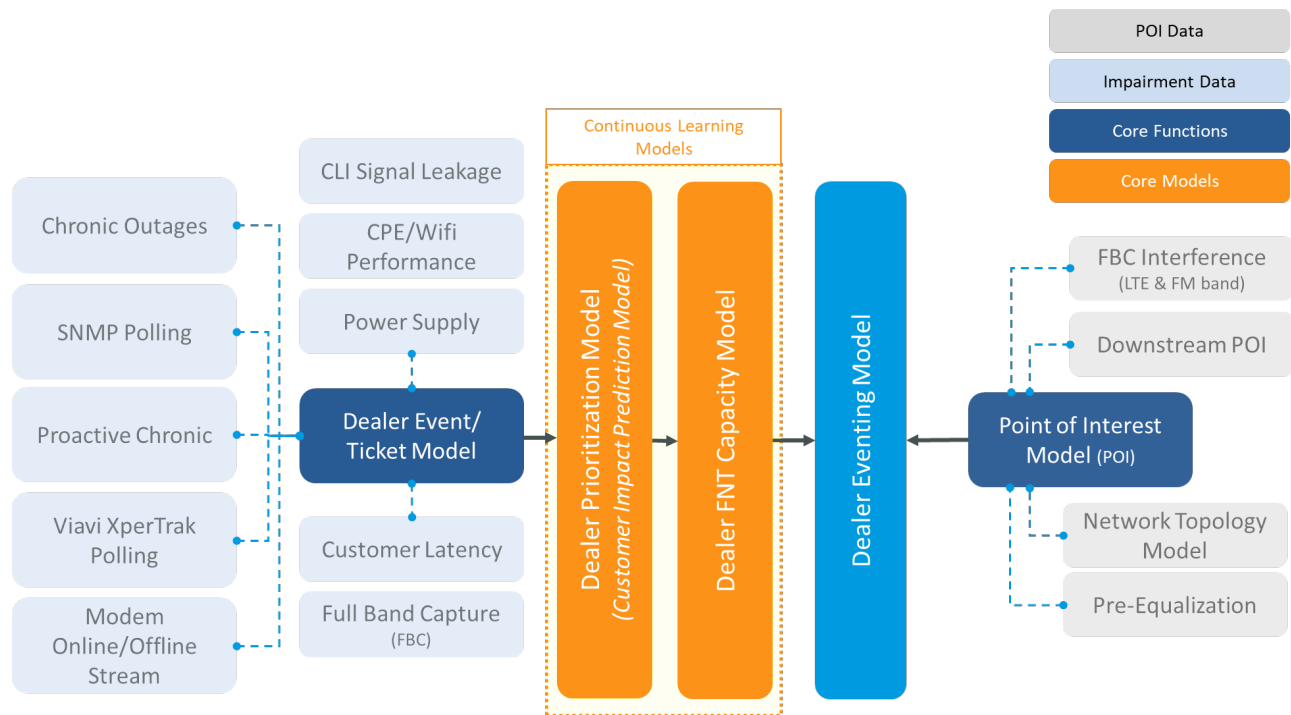 POI Data
Impairment Data
Core Functions
Core Models
Continuous Learning
Models
Chronic Outages
SNMP Polling
Proactive Chronic
Viavi XperTrak
Polling
Modem
Online/Offline
Stream
CLI Signal Leakage
CPE/Wifi
Performance
Power Supply
Dealer Event/
Ticket Model
Customer Latency
Full Band Capture
(FBC)
Dealer Prioritization Model
(Customer Impact Prediction Model)
Dealer FNT Capacity Model
Dealer Eventing Model
FBC Interference
(LTE & FM band)
Downstream POI
Point of Interest
Model (POI)
Network Topology
Model
Pre-Equalization